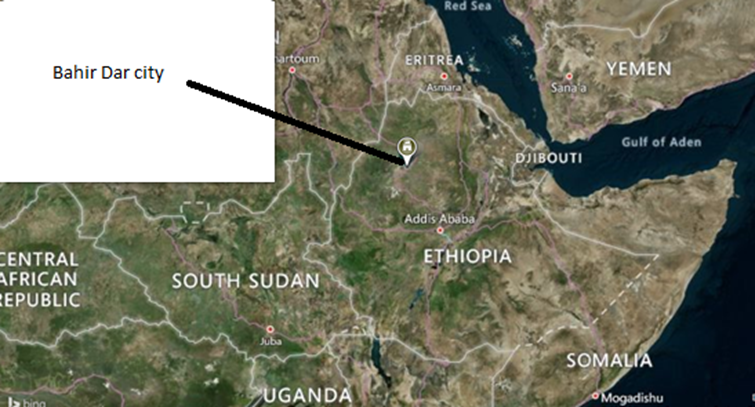 Red Sea
Bahir Dar city
N
hartoum
ERITREA
Asmara
YEMEN
Sana'a
Gulf of Aden
DJIBOUTI
Addis Ababa
ETHIOPIA
CENTRAL
AFRICAN
REPUBLIC
SOUTH SUDAN
Juba
SOMALIA
UGANDA
Mogadishu
bing